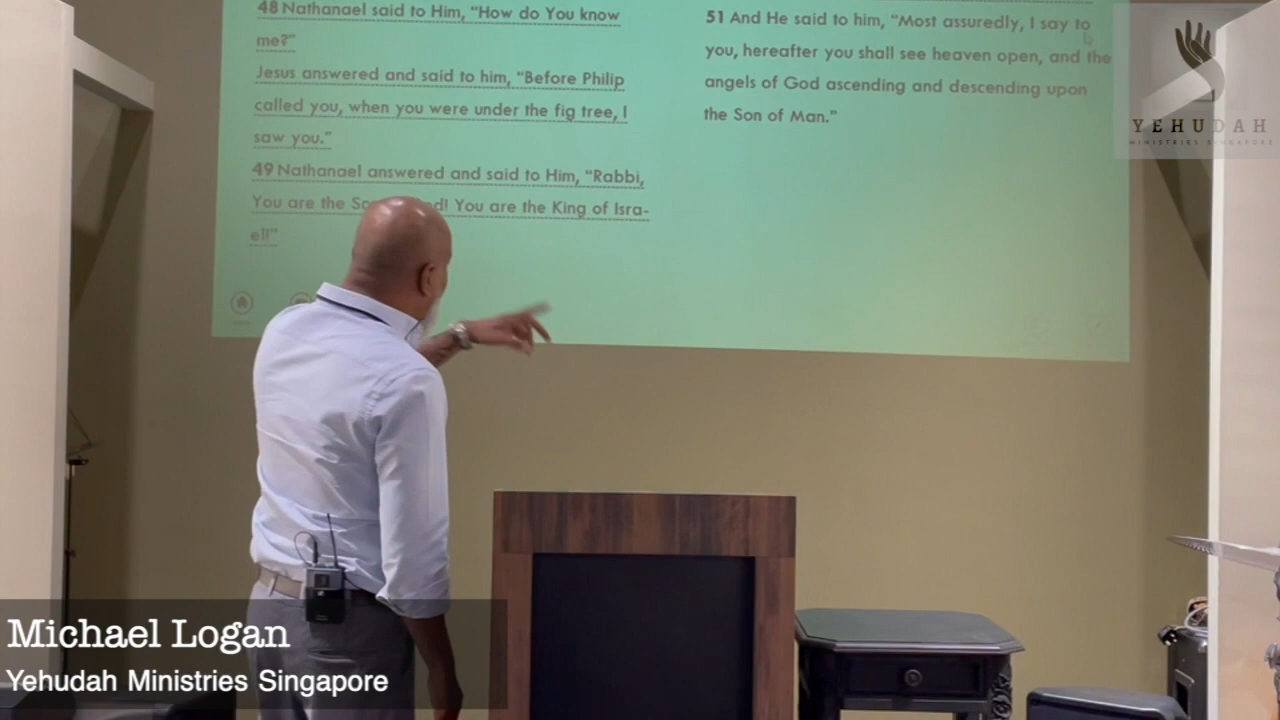 48 Nathanael said to Him, “How do You know
me?”
Jesus answered and said to him, “Before Philip
called you, when you were under the fig tree, I
saw you.”
49 Nathanael answered and said to Him, “Rabbi,
You are the So d! You are the King of Isra-
el!”
51 And He said to him, “Most assuredly, I say to
you, hereafter you shall see heaven open, and the
angels of God ascending and descending upon
the Son of Man.”
YEHUDAH
MINISTRIES SINGAPORE
Michael Logan
Yehudah Ministries Singapore